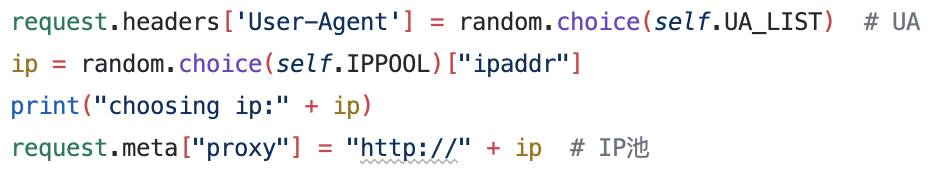 request.headers['User-Agent'] = random.choice(self.UA_LIST)  # UA
ip = random.choice(self.IPPOOL)["ipaddr"]
print("choosing ip:" + ip)
request.meta["proxy"] = "http://" + ip  # IP池